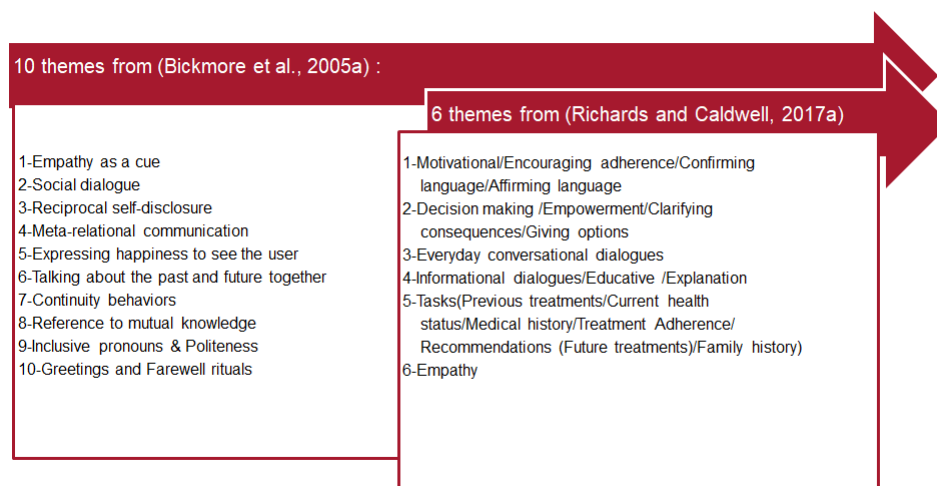 10 themes from (Bickmore et al., 2005a) :
1-Empathy as a cue
2-Social dialogue
3-Reciprocal self-disclosure
4-Meta-relational communication
5-Expressing happiness to see the user
6-Talking about the past and future together
7-Continuity behaviors
8-Reference to mutual knowledge
9-Inclusive pronouns & Politeness
10-Greetings and Farewell rituals
6 themes from (Richards and Caldwell, 2017a)
1-Motivational/Encouraging adherence/Confirming
language/Affirming language
2-Decision making /Empowerment/Clarifying
consequences/Giving options
3-Everyday conversational dialogues
4-Informational dialogues/Educative /Explanation
5-Tasks(Previous treatments/Current health
status/Medical history/Treatment Adherence/
Recommendations (Future treatments)/Family history)
6-Empathy